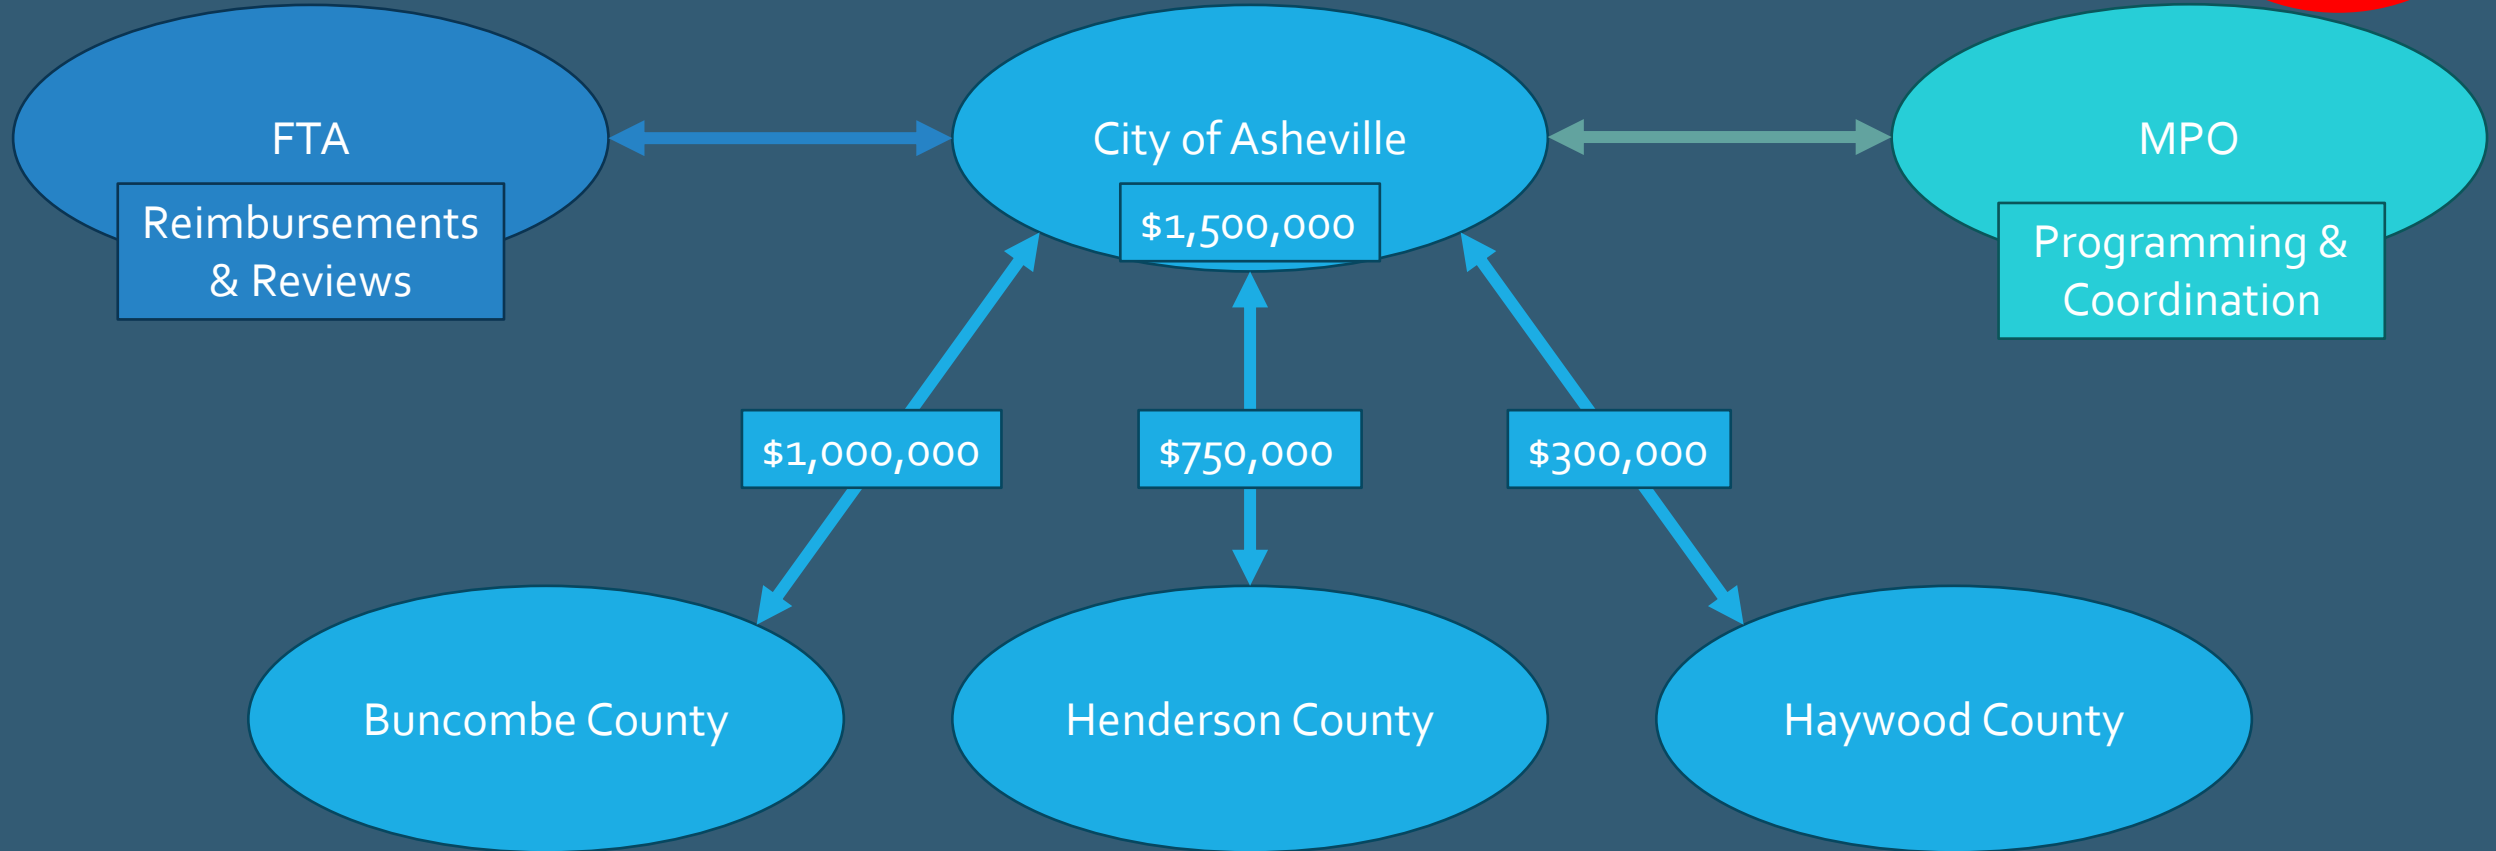 FTA
Reimbursements
& Reviews
City of Asheville
$1,500,000
MPO
Programming &
Coordination
$1,000,000
$750,000
$300,000
Buncombe County
Henderson County
Haywood County